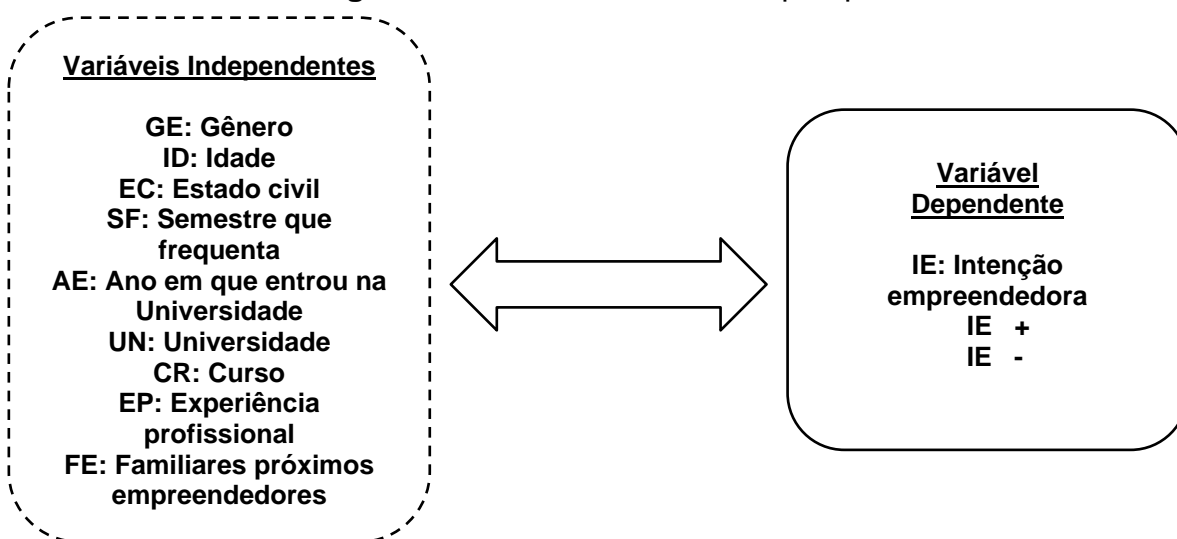 Variáveis Independentes
GE: Gênero
ID: Idade
EC: Estado civil
SF: Semestre que
frequenta
AE: Ano em que entrou na
Universidade
UN: Universidade
CR: Curso
EP: Experiência
profissional
FE: Familiares próximos
empreendedores
Variável
Dependente
IE: Intenção
empreendedora
IE +
IE -